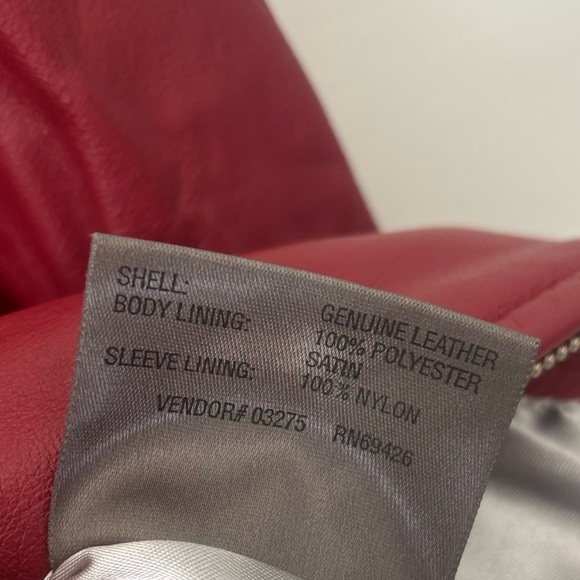 SHELL: GENUINE LEATHER
BODY LINING: 100% POLYESTER
SATIN
SLEEVE LINING: 100% NYLON
VENDOR# 03275 RN69426